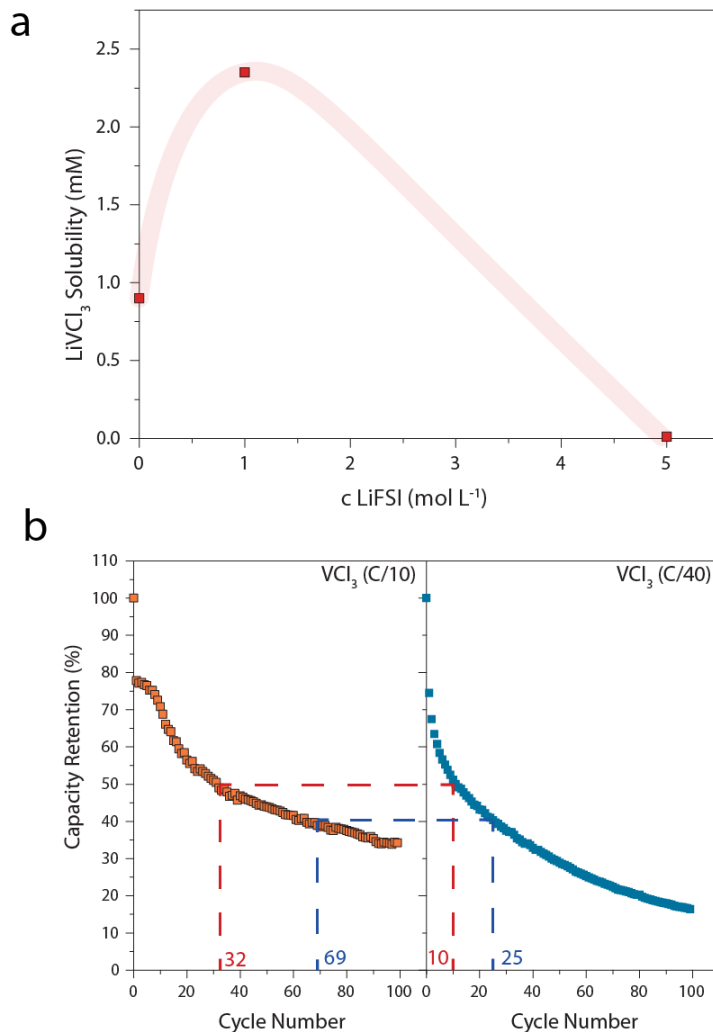 a
2.5
2.0
1.5
1.0
0.5
0.0
LiVCl₃ Solubility (mM)
0 1 2 3 4 5
c LiFSI (mol L⁻¹)
b
110
100
90
80
70
60
50
40
30
20
10
0
Capacity Retention (%)
VCl₃ (C/10)
32
69
0 20 40 60 80 100
Cycle Number
VCl₃ (C/40)
10
25
0 20 40 60 80 100
Cycle Number